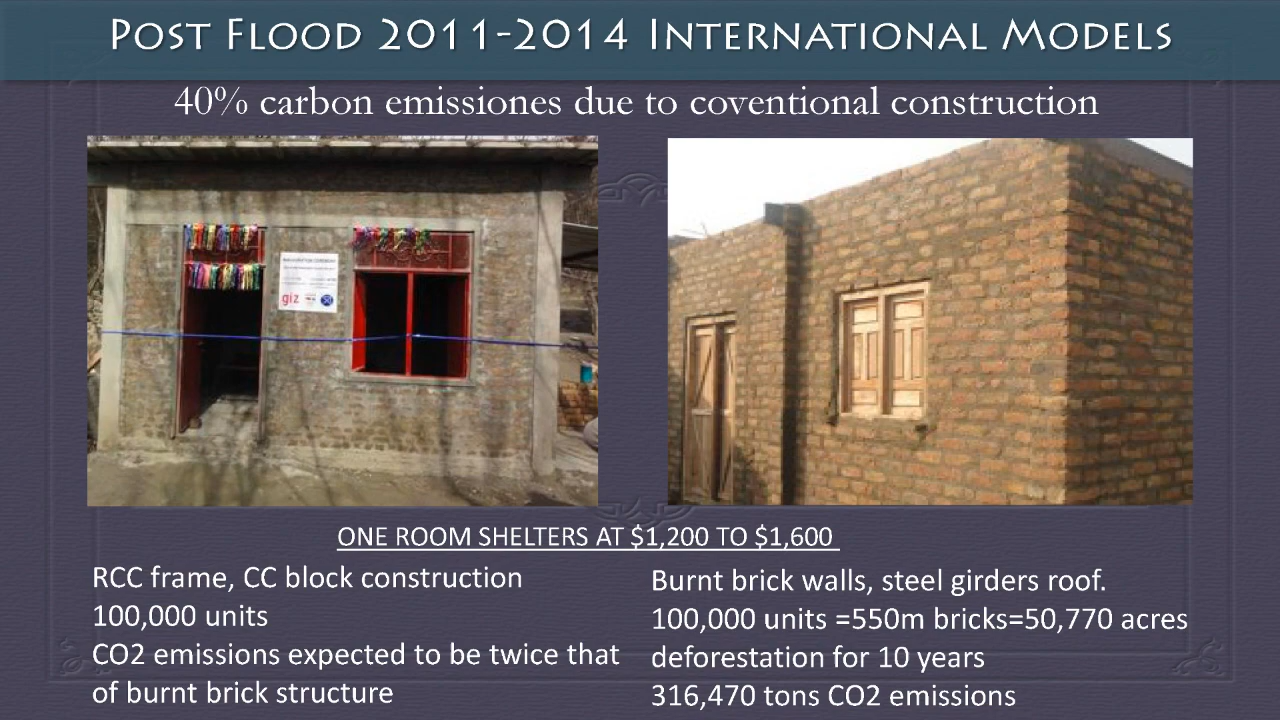 POST FLOOD 2011-2014 INTERNATIONAL MODELS
40% carbon emissiones due to coventional construction
giz
ONE ROOM SHELTERS AT $1,200 TO $1,600
RCC frame, CC block construction
100,000 units
CO2 emissions expected to be twice that
of burnt brick structure
Burnt brick walls, steel girders roof.
100,000 units =550m bricks=50,770 acres
deforestation for 10 years
316,470 tons CO2 emissions